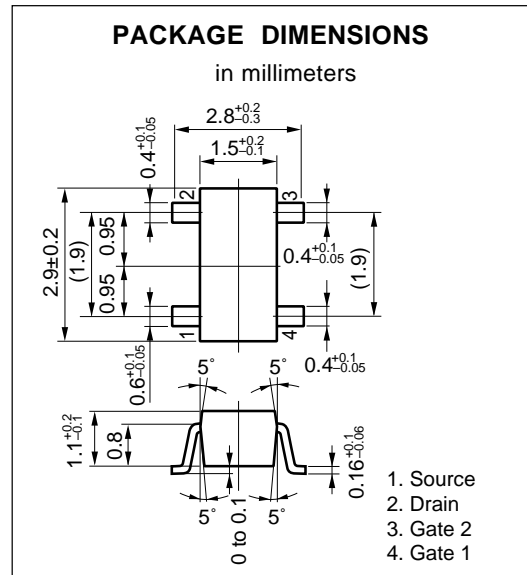 PACKAGE DIMENSIONS
in millimeters
2.8 +0.2 −0.3
1.5 +0.2 −0.1
0.4 +0.1 −0.05
2
3
2.9±0.2
(1.9)
0.95
0.95
0.4 +0.1 −0.05
(1.9)
1
4
0.6 +0.1 −0.05
5°
5°
0.4 +0.1 −0.05
1.1 +0.2 −0.1
0.8
0.16 +0.1 −0.06
5°
0 to 0.1
5°
1. Source
2. Drain
3. Gate 2
4. Gate 1